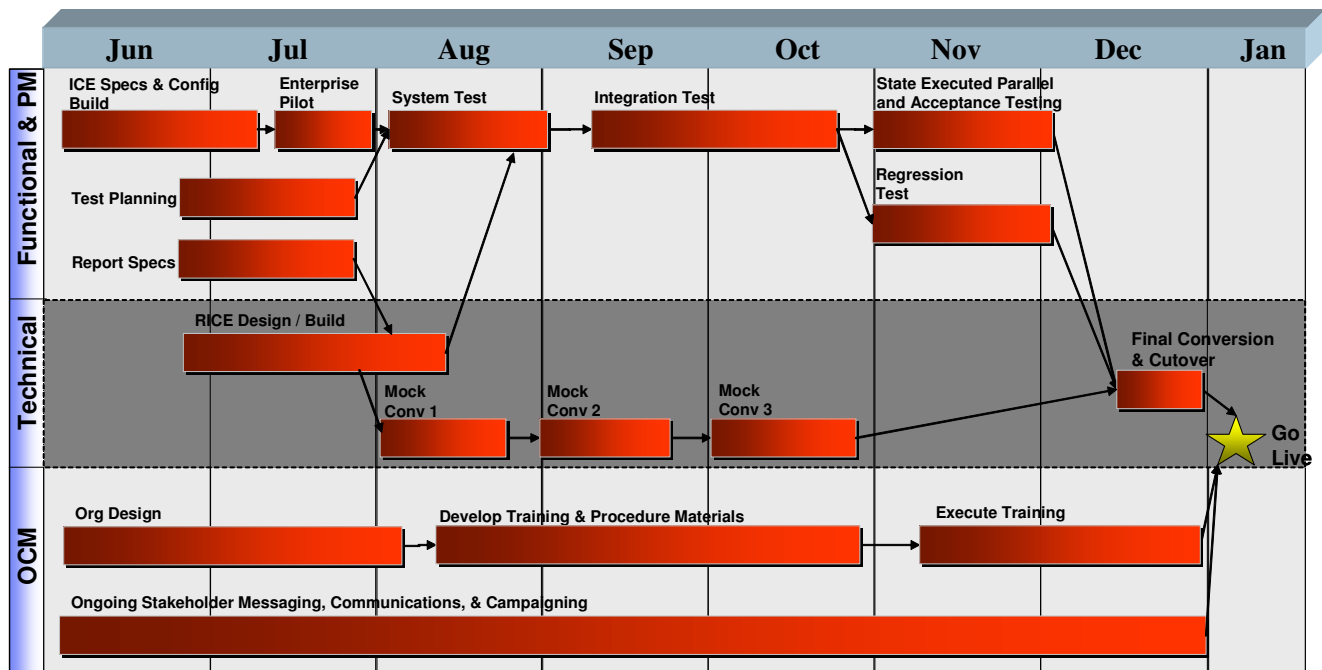 Jun Jul Aug Sep Oct Nov Dec Jan
Functional & PM
ICE Specs & Config
Build
Enterprise
Pilot
System Test
Integration Test
State Executed Parallel
and Acceptance Testing
Test Planning
Regression
Test
Report Specs
Technical
RICE Design / Build
Final Conversion
& Cutover
Mock
Conv 1
Mock
Conv 2
Mock
Conv 3
Go
Live
OCM
Org Design
Develop Training & Procedure Materials
Execute Training
Ongoing Stakeholder Messaging, Communications, & Campaigning